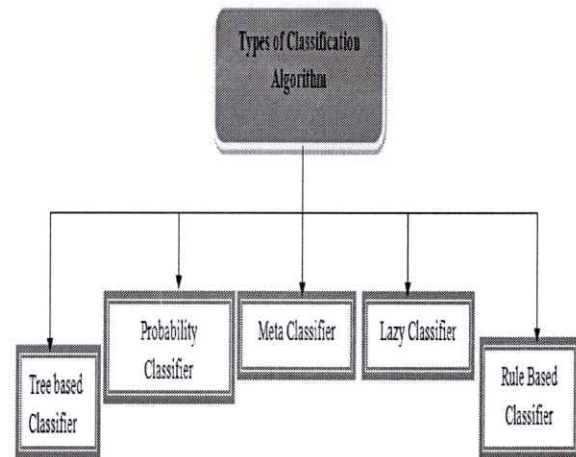 Types of Classification
Algorithm
Tree based
Classifier
Probability
Classifier
Meta Classifier
Lazy Classifier
Rule Based
Classifier